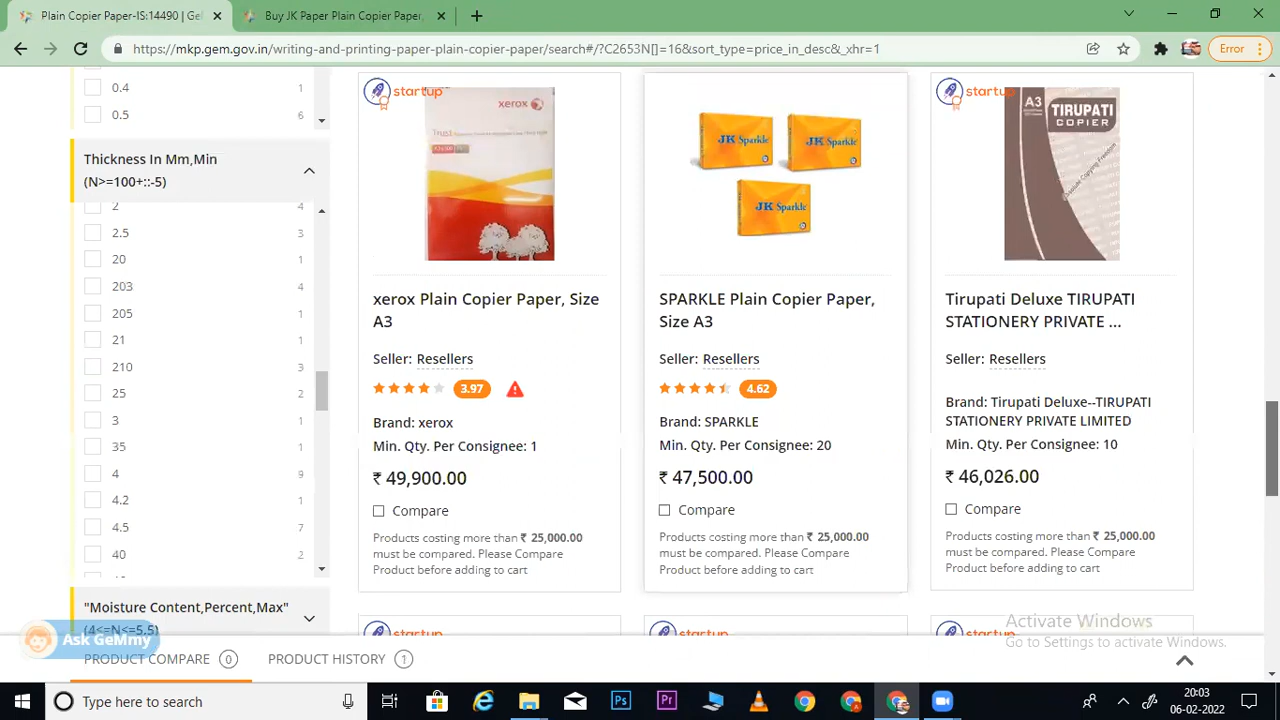 Plain Copier Paper-IS:14490 | Gel
Buy JK Paper Plain Copier Paper,
https://mkp.gem.gov.in/writing-and-printing-paper-plain-copier-paper/search#/?C2653N[]=16&sort_type=price_in_desc&_xhr=1
Error
0.4 1
0.5 6
Thickness In Mm,Min
(N>=100+::-5)
2 4
2.5 3
20 1
203 4
205 1
21 1
210 3
25 2
3 1
35 1
4 9
4.2 1
4.5 7
40 2
"Moisture Content,Percent,Max"
(4<=N<=5.5)
Ask GeMmy
startup
xerox
xerox Plain Copier Paper, Size
A3
Seller: Resellers
3.97
Brand: xerox
Min. Qty. Per Consignee: 1
₹ 49,900.00
Compare
Products costing more than ₹ 25,000.00
must be compared. Please Compare
Product before adding to cart
JK Sparkle
JK Sparkle
JK Sparkle
SPARKLE Plain Copier Paper,
Size A3
Seller: Resellers
4.62
Brand: SPARKLE
Min. Qty. Per Consignee: 20
₹ 47,500.00
Compare
Products costing more than ₹ 25,000.00
must be compared. Please Compare
Product before adding to cart
startup
A3
TIRUPATI
COPIER
Tirupati Deluxe TIRUPATI
STATIONERY PRIVATE ...
Seller: Resellers
Brand: Tirupati Deluxe--TIRUPATI
STATIONERY PRIVATE LIMITED
Min. Qty. Per Consignee: 10
₹ 46,026.00
Compare
Products costing more than ₹ 25,000.00
must be compared. Please Compare
Product before adding to cart
startup
startup
startup
Activate Windows
Go to Settings to activate Windows.
PRODUCT COMPARE 0
PRODUCT HISTORY 1
Type here to search
Ps
Pr
20:03
06-02-2022